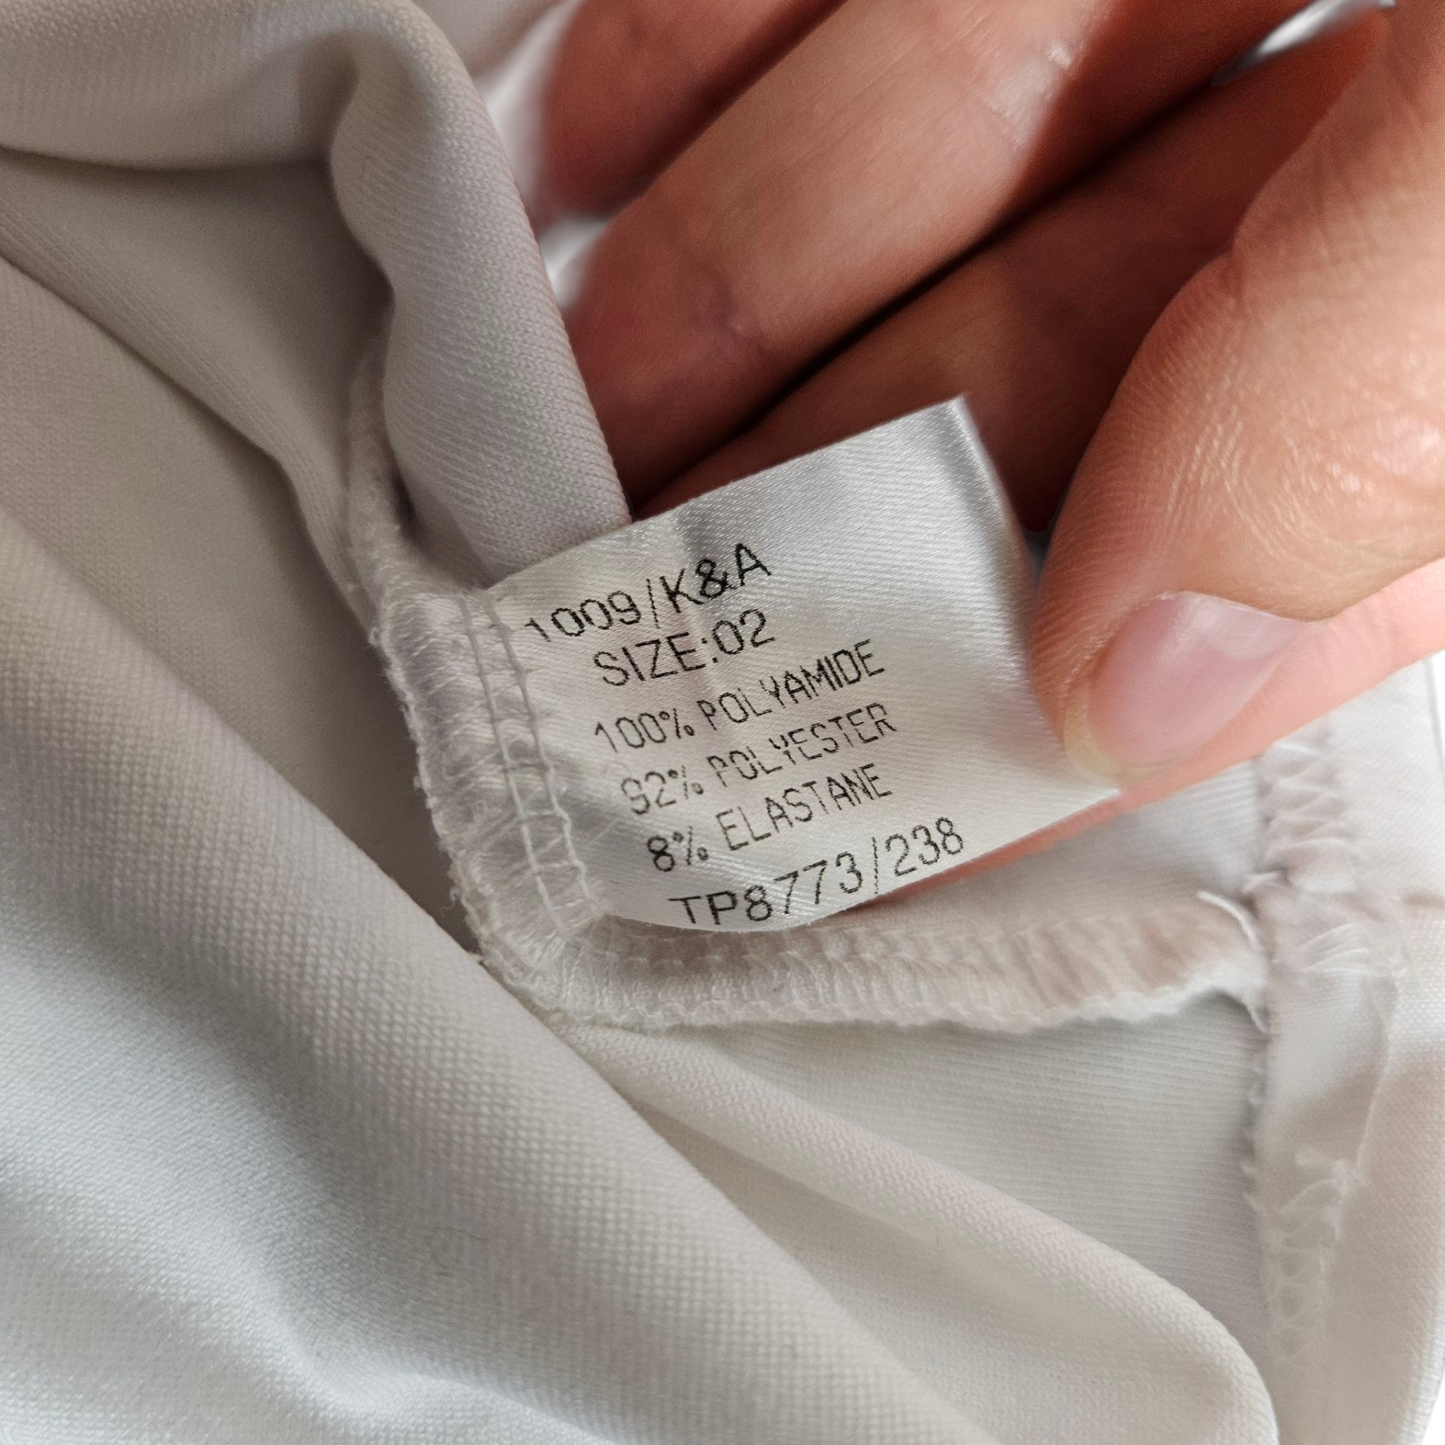 1009/K&A
SIZE:02
100% POLYAMIDE
92% POLYESTER
8% ELASTANE
TP8773/238